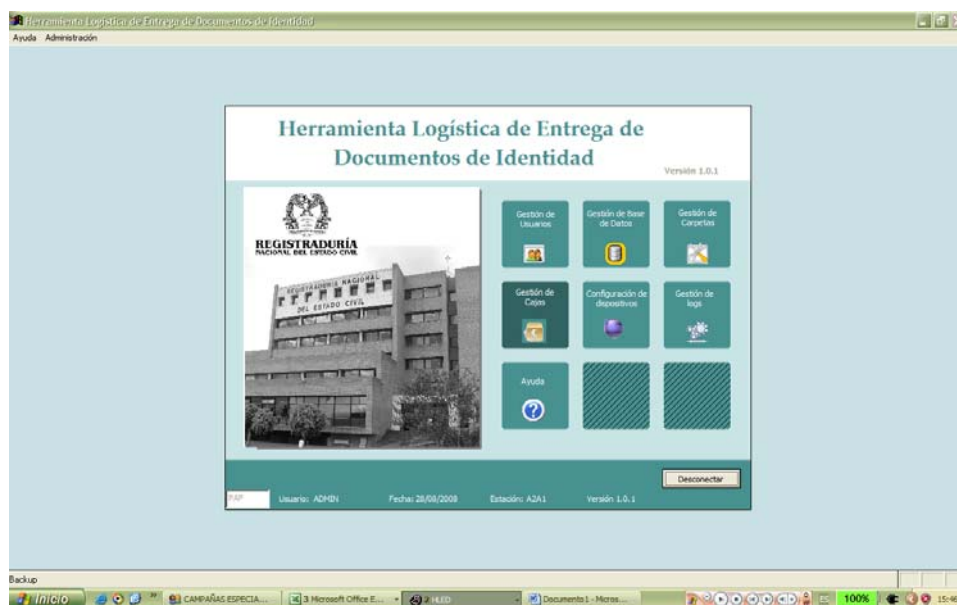 Herramienta Logística de Entrega de Documentos de Identidad
Ayuda Administración
Herramienta Logística de Entrega de
Documentos de Identidad
Versión 1.0.1
REGISTRADURÍA
NACIONAL DEL ESTADO CIVIL
REGISTRADURIA NACIONAL
DEL ESTADO CIVIL
Gestión de
Usuarios
Gestión de Base
de Datos
Gestión de
Carpetas
Gestión de
Cajas
Configuración de
dispositivos
Gestión de
logs
Ayuda
Desconectar
PAP
Usuario: ADMIN
Fecha: 28/08/2008
Estación: A2A1
Versión 1.0.1
Backup
Inicio
CAMPAÑAS ESPECIA...
3 Microsoft Office E...
HLED
Documento1 - Micros...
ES
100%
15:46